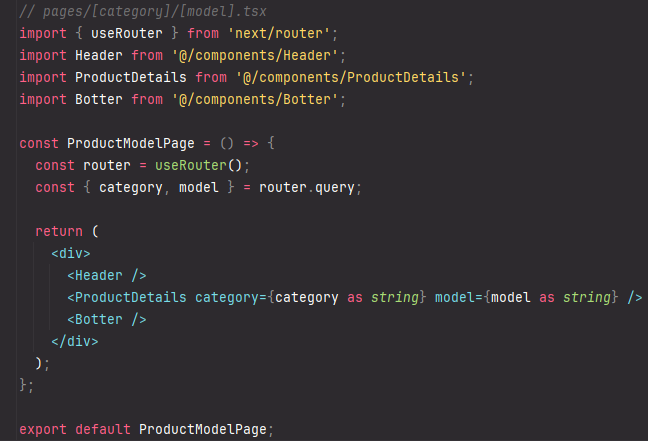 // pages/[category]/[model].tsx
import { useRouter } from 'next/router';
import Header from '@/components/Header';
import ProductDetails from '@/components/ProductDetails';
import Botter from '@/components/Botter';

const ProductModelPage = () => {
  const router = useRouter();
  const { category, model } = router.query;

  return (
    <div>
      <Header />
      <ProductDetails category={category as string} model={model as string} />
      <Botter />
    </div>
  );
};

export default ProductModelPage;